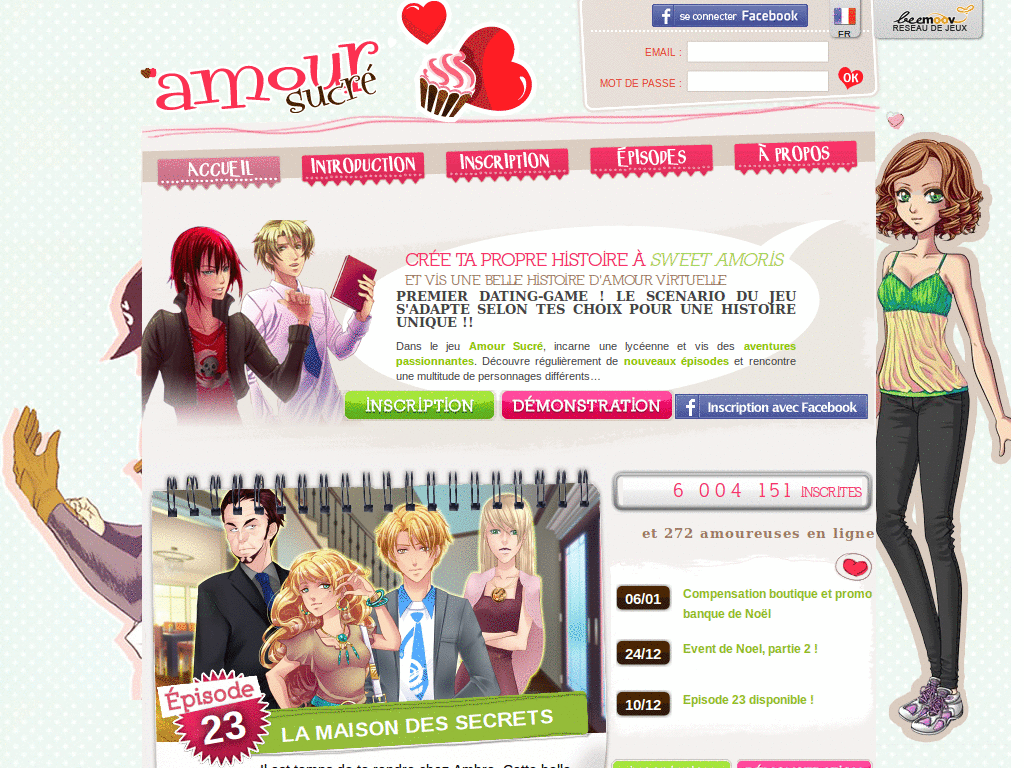 amour
sucré
se connecter Facebook
FR
beemoov
RESEAU DE JEUX
EMAIL :
MOT DE PASSE :
OK
ACCUEIL
INTRODUCTION
INSCRIPTION
ÉPISODES
À PROPOS
CRÉE TA PROPRE HISTOIRE À SWEET AMORIS
ET VIS UNE BELLE HISTOIRE D'AMOUR VIRTUELLE
PREMIER DATING-GAME ! LE SCENARIO DU JEU
S'ADAPTE SELON TES CHOIX POUR UNE HISTOIRE
UNIQUE !!
Dans le jeu Amour Sucré, incarne une lycéenne et vis des aventures
passionnantes. Découvre régulièrement de nouveaux épisodes et rencontre
une multitude de personnages différents…
INSCRIPTION
DÉMONSTRATION
Inscription avec Facebook
6 004 151 INSCRITES
et 272 amoureuses en ligne
06/01
Compensation boutique et promo
banque de Noël
24/12
Event de Noel, partie 2 !
10/12
Episode 23 disponible !
Épisode
23
LA MAISON DES SECRETS
Il est temps de te rendre chez Ambre. Cette belle
DÉMONSTRATION